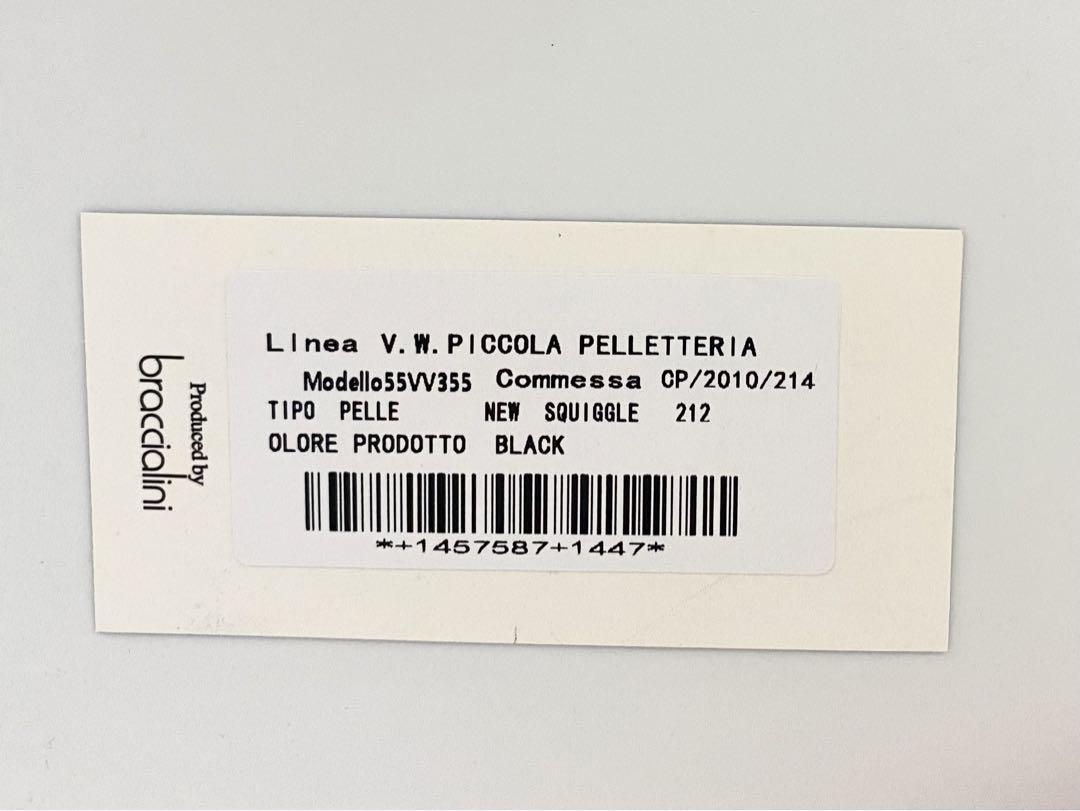 Produced by
braccialini
Linea V.W.PICCOLA PELLETTERIA
Modello55VV355 Commessa CP/2010/214
TIPO PELLE NEW SQUIGGLE 212
OLORE PRODOTTO BLACK
*+1457587+1447*